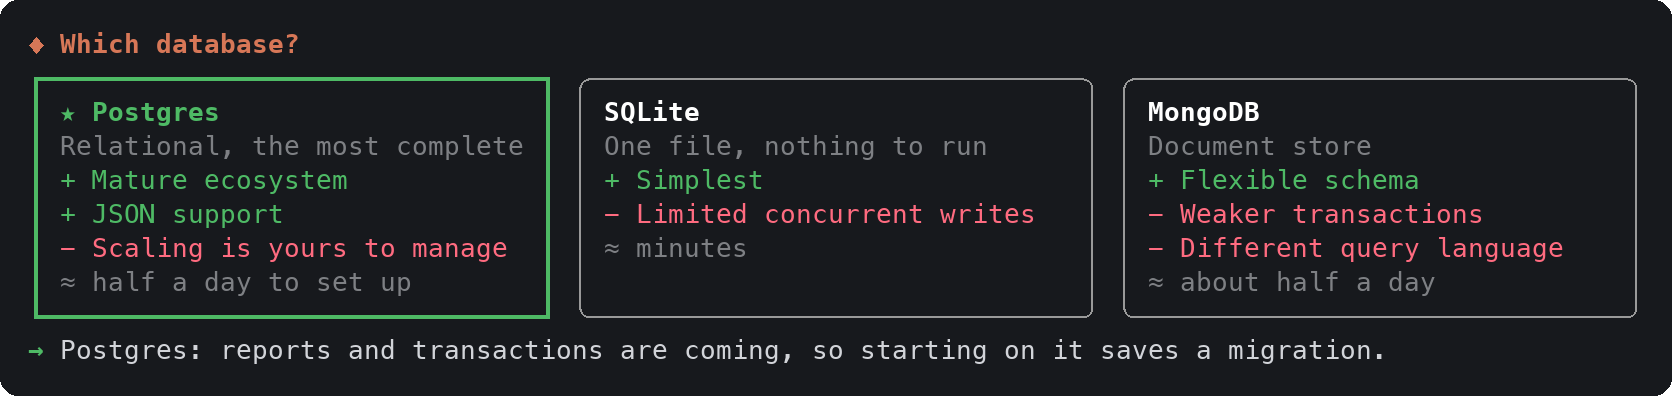 ♦ Which database?
★ Postgres
Relational, the most complete
+ Mature ecosystem
+ JSON support
− Scaling is yours to manage
≈ half a day to set up
SQLite
One file, nothing to run
+ Simplest
− Limited concurrent writes
≈ minutes
MongoDB
Document store
+ Flexible schema
− Weaker transactions
− Different query language
≈ about half a day
→ Postgres: reports and transactions are coming, so starting on it saves a migration.